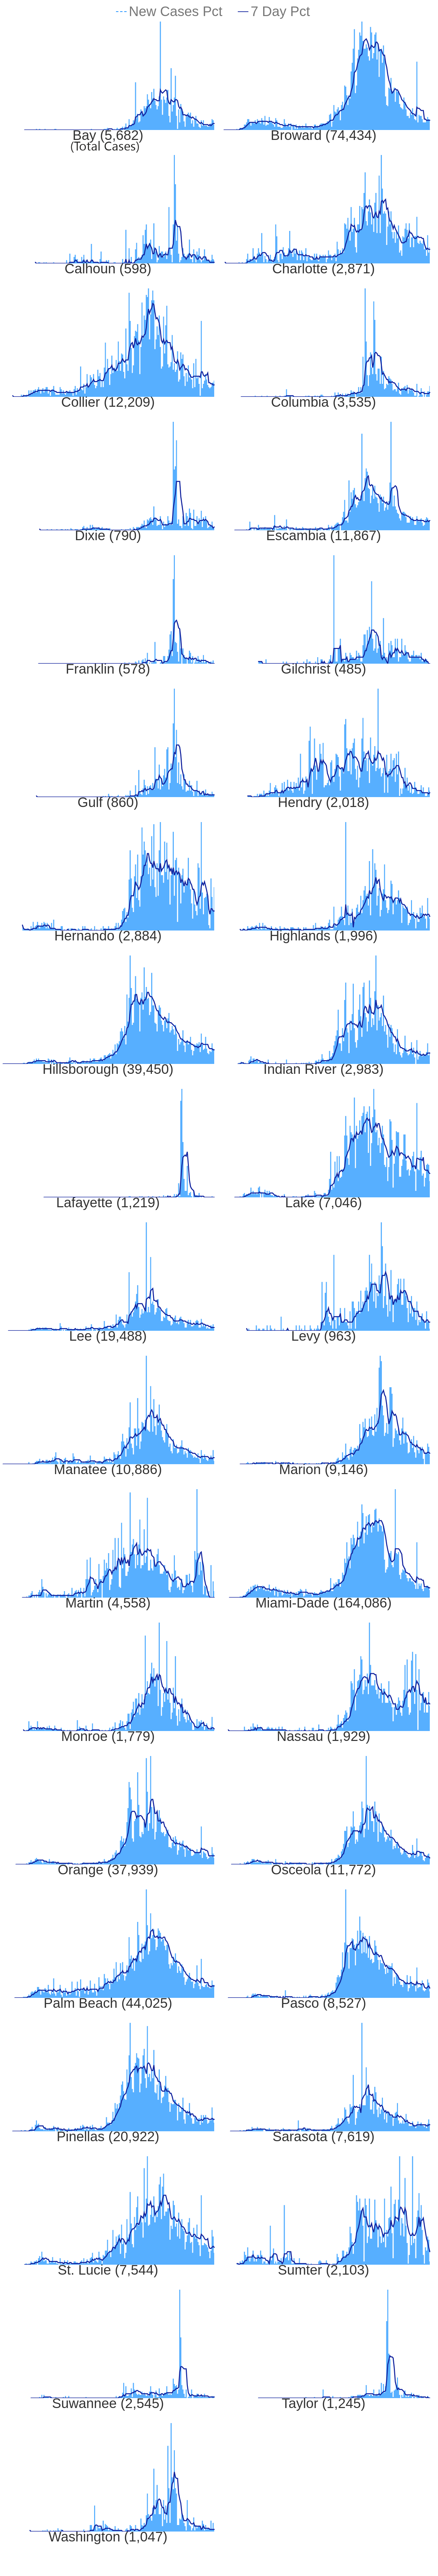 New Cases Pct 7 Day Pct
Bay (5,682) Broward (74,434)
(Total Cases)
Calhoun (598) Charlotte (2,871)
Collier (12,209) Columbia (3,535)
Dixie (790) Escambia (11,867)
Franklin (578) Gilchrist (485)
Gulf (860) Hendry (2,018)
Hernando (2,884) Highlands (1,996)
Hillsborough (39,450) Indian River (2,983)
Lafayette (1,219) Lake (7,046)
Lee (19,488) Levy (963)
Manatee (10,886) Marion (9,146)
Martin (4,558) Miami-Dade (164,086)
Monroe (1,779) Nassau (1,929)
Orange (37,939) Osceola (11,772)
Palm Beach (44,025) Pasco (8,527)
Pinellas (20,922) Sarasota (7,619)
St. Lucie (7,544) Sumter (2,103)
Suwannee (2,545) Taylor (1,245)
Washington (1,047)